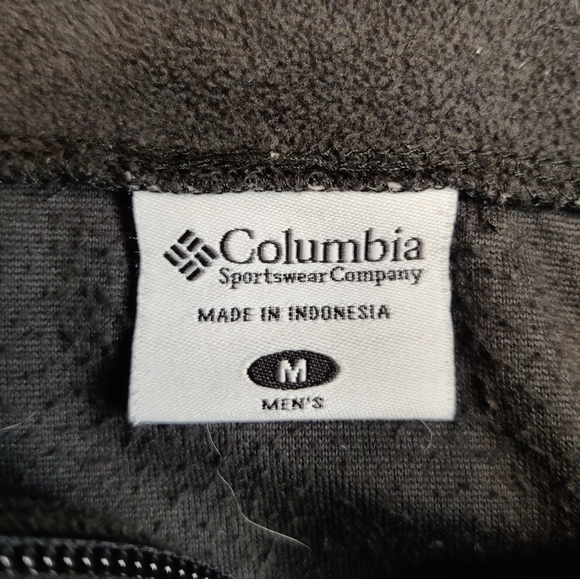 Columbia
Sportswear Company
MADE IN INDONESIA
M
MEN'S